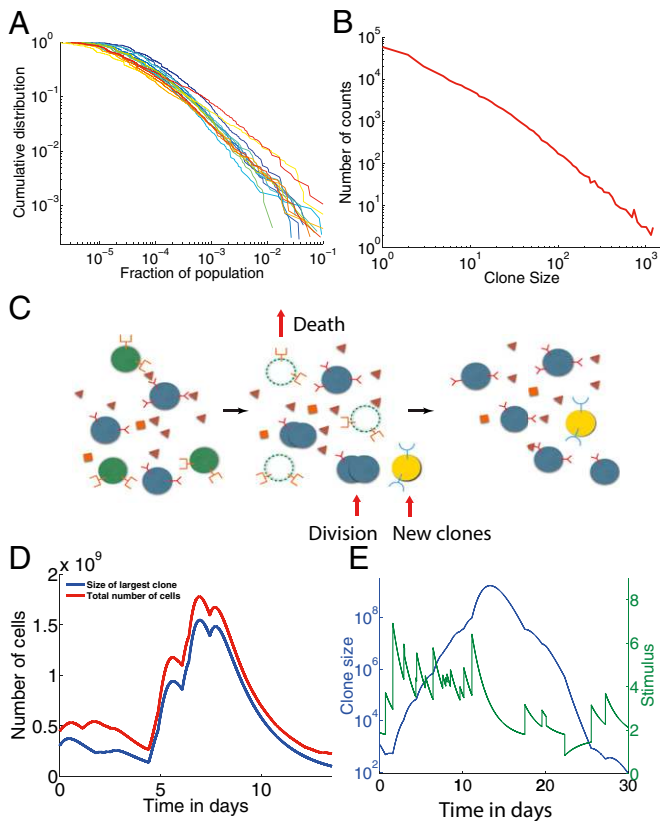 A
Cumulative distribution
10^0
10^-1
10^-2
10^-3
10^-5
10^-4
10^-3
10^-2
10^-1
Fraction of population
B
Number of counts
10^5
10^4
10^3
10^2
10^1
10^0
10^0
10^1
10^2
10^3
Clone Size
C
Death
Division
New clones
D
2 x 10^9
1.5
1
0.5
0
Number of cells
Size of largest clone
Total number of cells
0
5
10
Time in days
E
Clone size
10^8
10^6
10^4
10^2
8
6
4
2
0
Stimulus
0
10
20
30
Time in days